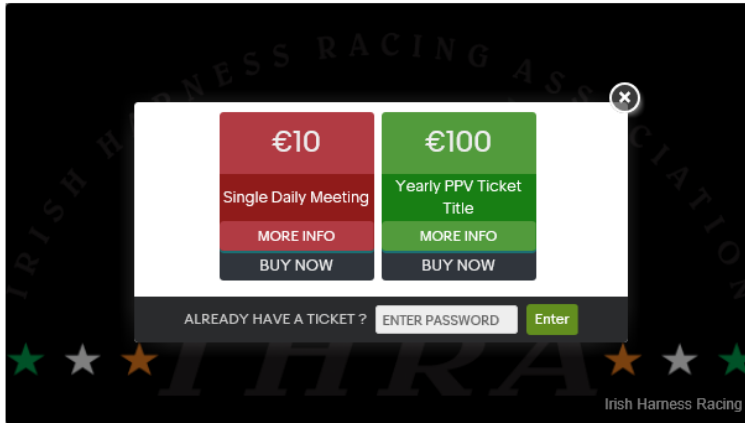 IRISH HARNESS RACING ASSOCIATION
€10
Single Daily Meeting
MORE INFO
BUY NOW
€100
Yearly PPV Ticket
Title
MORE INFO
BUY NOW
ALREADY HAVE A TICKET ?
ENTER PASSWORD
Enter
IHRA
Irish Harness Racing